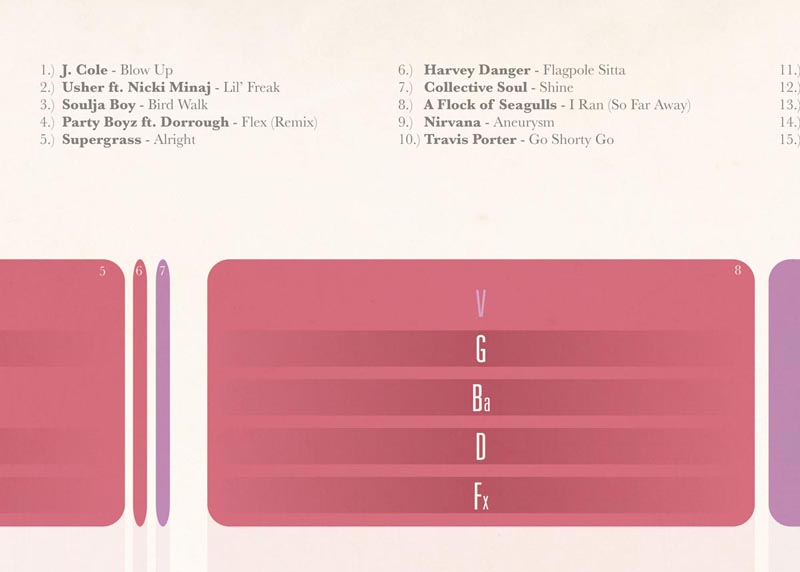 1.) J. Cole - Blow Up
2.) Usher ft. Nicki Minaj - Lil' Freak
3.) Soulja Boy - Bird Walk
4.) Party Boyz ft. Dorrough - Flex (Remix)
5.) Supergrass - Alright
6.) Harvey Danger - Flagpole Sitta
7.) Collective Soul - Shine
8.) A Flock of Seagulls - I Ran (So Far Away)
9.) Nirvana - Aneurysm
10.) Travis Porter - Go Shorty Go
11.)
12.)
13.)
14.)
15.)
5
6
7
8
V
G
Ba
D
Fx